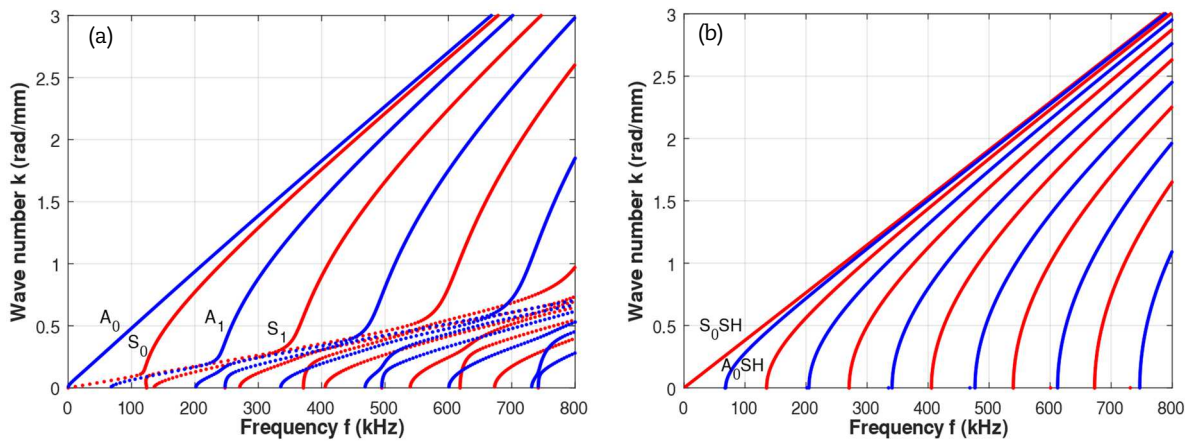 (a)
3
2.5
2
1.5
1
0.5
0
Wave number k (rad/mm)
A0
S0
A1
S1
0 100 200 300 400 500 600 700 800
Frequency f (kHz)
(b)
3
2.5
2
1.5
1
0.5
0
Wave number k (rad/mm)
S0SH
A0SH
0 100 200 300 400 500 600 700 800
Frequency f (kHz)